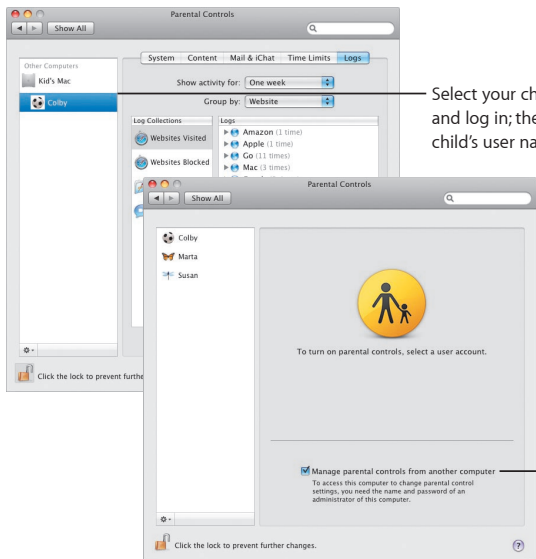 Parental Controls
Show All
System Content Mail & iChat Time Limits Logs
Other Computers
Kid's Mac
Colby
Show activity for: One week
Group by: Website
Log Collections Logs
Websites Visited
Websites Blocked
Amazon (1 time)
Apple (1 time)
Go (11 times)
Mac (3 times)
Click the lock to prevent
Select your
and log in;
child's user
Parental Controls
Show All
Colby
Marta
Susan
To turn on parental controls, select a user account.
Manage parental controls from another computer
To access this computer to change parental control
settings, you need the name and password of an
administrator of this computer.
Click the lock to prevent further changes.